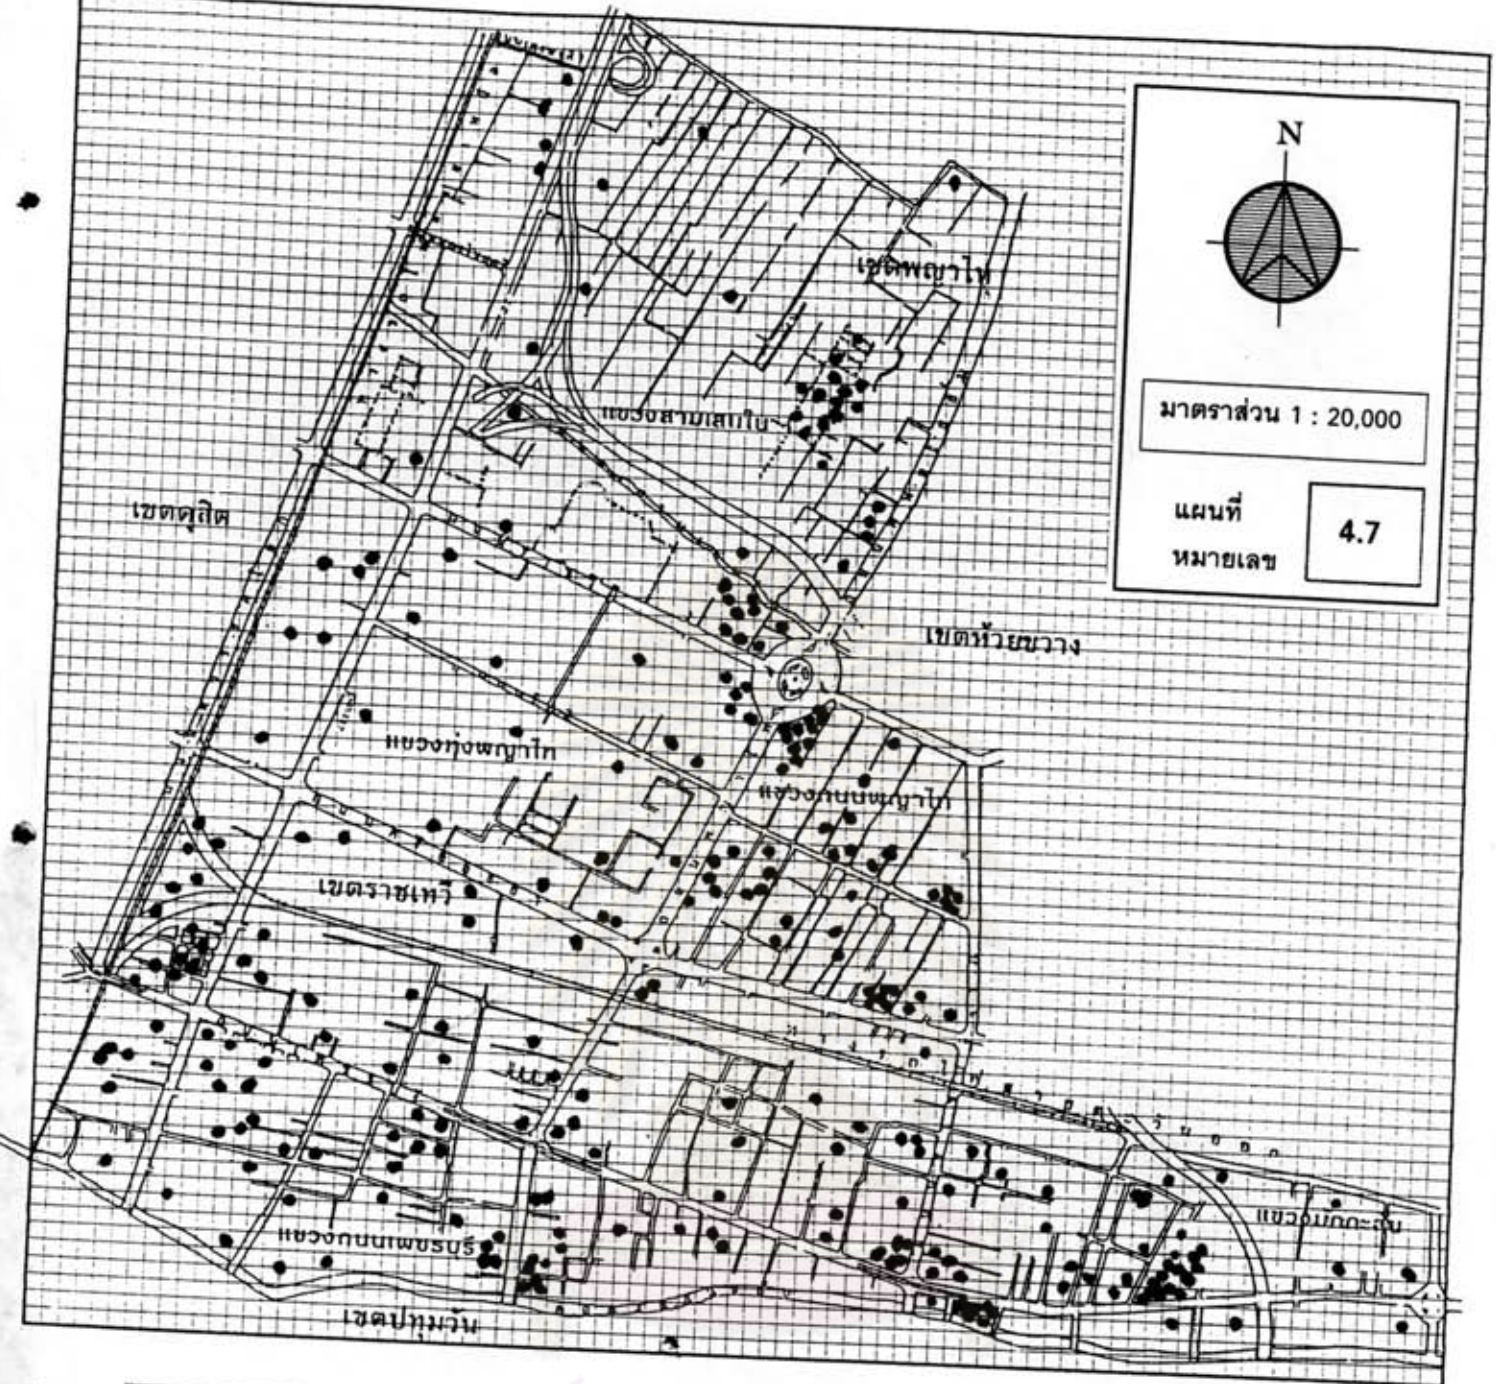 N
เขตพญาไท
มาตราส่วน 1 : 20,000
แขวงสามเสนใน
แผนที่
หมายเลข
4.7
เขตดุสิต
เขตห้วยขวาง
แขวงทุ่งพญาไท
แขวงถนนพญาไท
เขตราชเทวี
แขวงมักกะสัน
แขวงถนนเพชรบุรี
เขตปทุมวัน